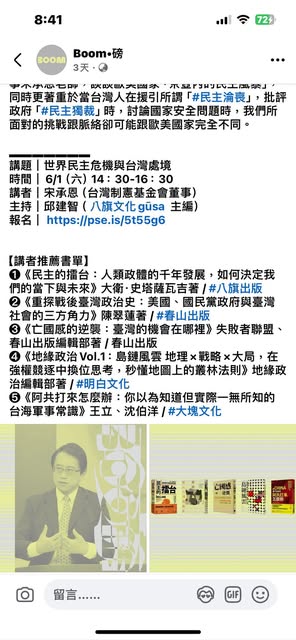 8:41
72
BOOM
Boom•磅
3天
事宋承恩老師，談談歐美國家「示登內的民主風暴」，
同時更著重於當台灣人在援引所謂「#民主淪喪」，批評
政府「#民主獨裁」時，討論國家安全問題時，我們所
面對的挑戰跟脈絡卻可能跟歐美國家完全不同。
講題｜世界民主危機與台灣處境
時間｜ 6/1 (六) 14：30-16：30
講者｜宋承恩 (台灣制憲基金會董事)
主持｜邱建智 ( 八旗文化 gūsa 主編)
報名｜ https://pse.is/5t55g6
【講者推薦書單】
❶《民主的擂台：人類政體的千年發展，如何決定我
們的當下與未來》大衛·史塔薩瓦吉著 / #八旗出版
❷《重探戰後臺灣政治史：美國、國民黨政府與臺灣
社會的三方角力》陳翠蓮著 / #春山出版
❸《亡國感的逆襲：臺灣的機會在哪裡》失敗者聯盟、
春山出版編輯部著 / #春山出版
❹《地緣政治 Vol.1：島鏈風雲 地理×戰略×大局，在
強權競逐中換位思考，秒懂地圖上的叢林法則》地緣政
治編輯部著 / #明白文化
❺《阿共打來怎麼辦：你以為知道但實際一無所知的
台海軍事常識》王立、沈伯洋 / #大塊文化
留言......
GIF